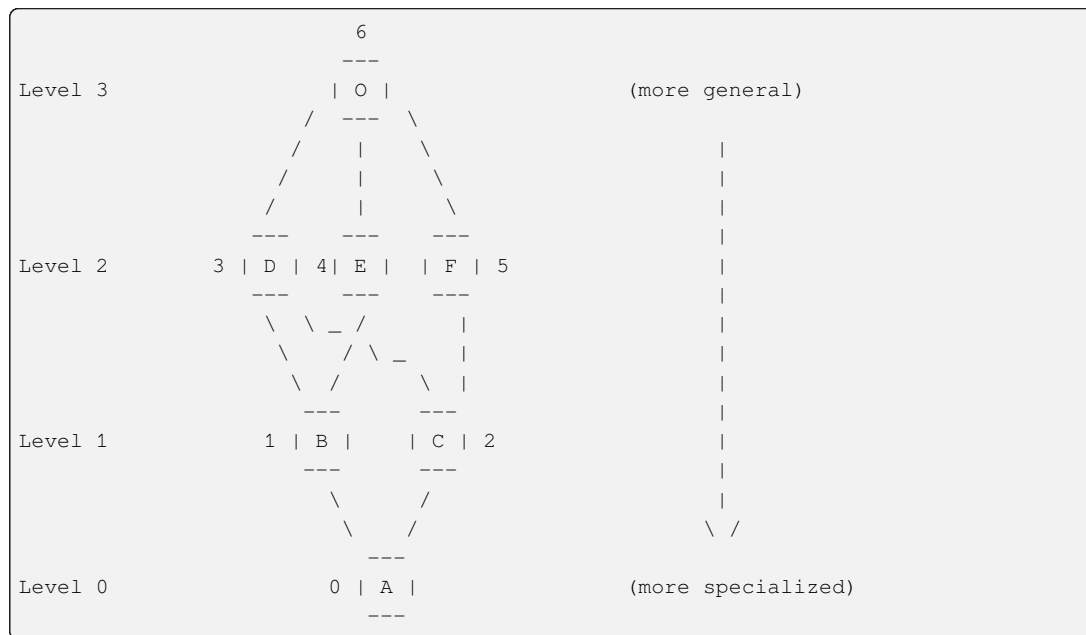 6
                         ---
Level 3                 | O |                    (more general)
                      /  ---  \
                     /    |    \                        |
                    /     |     \                       |
                   /      |      \                      |
                  ---    ---    ---                     |
Level 2        3 | D | 4| E |  | F | 5                  |
                  ---    ---    ---                     |
                   \  \ _ /       |                     |
                    \    / \ _    |                     |
                     \  /      \  |                     |
                      ---      ---                      |
Level 1            1 | B |    | C | 2                   |
                      ---      ---                      |
                        \      /                        |
                         \    /                        \ /
                           ---
Level 0                 0 | A |                  (more specialized)
                           ---